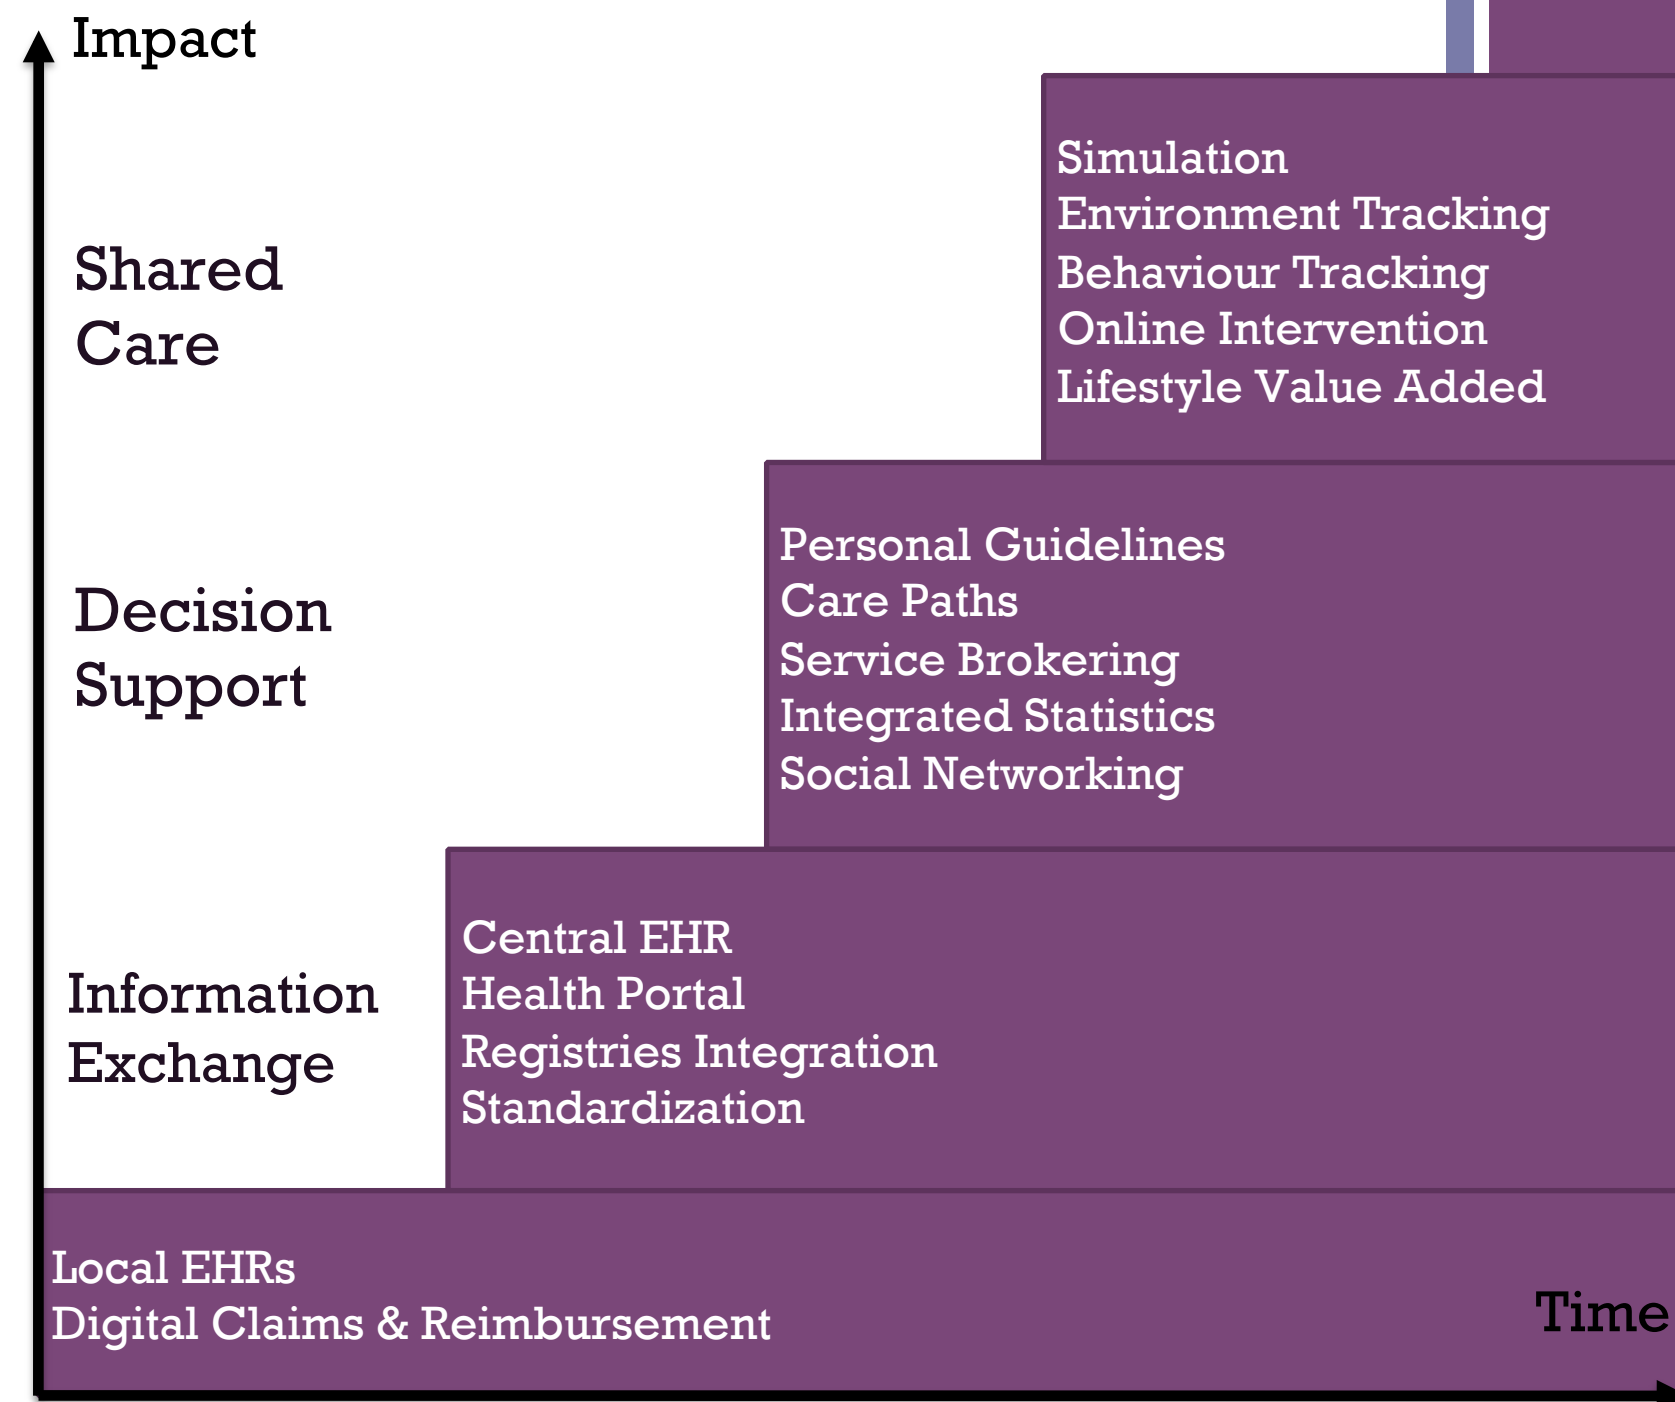 Impact
Shared
Care
Simulation
Environment Tracking
Behaviour Tracking
Online Intervention
Lifestyle Value Added
Decision
Support
Personal Guidelines
Care Paths
Service Brokering
Integrated Statistics
Social Networking
Information
Exchange
Central EHR
Health Portal
Registries Integration
Standardization
Local EHRs
Digital Claims & Reimbursement
Time